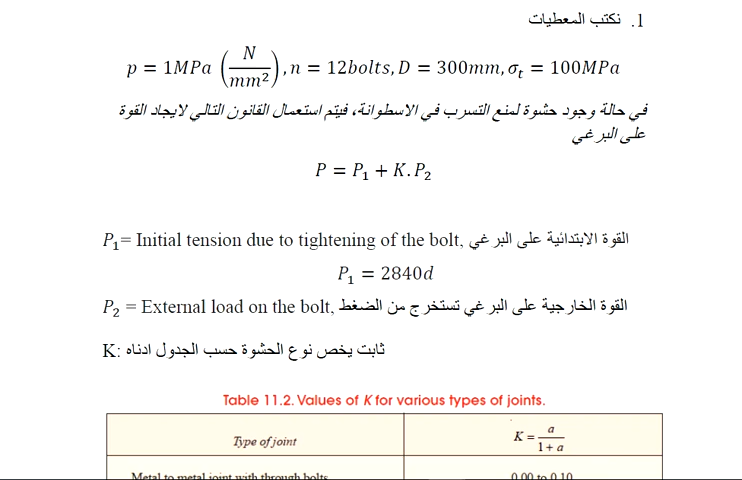 1. نكتب المعطيات
p = 1MPa (N/mm²), n = 12bolts, D = 300mm, σₜ = 100MPa
في حالة وجود حشوة لمنع التسرب في الاسطوانة، فيتم استعمال القانون التالي لايجاد القوة
على البرغي
P = P₁ + K.P₂
P₁= Initial tension due to tightening of the bolt, القوة الابتدائية على البرغي
P₁ = 2840d
P₂ = External load on the bolt, القوة الخارجية على البرغي تستخرج من الضغط
K: ثابت يخص نوع الحشوة حسب الجدول ادناه
Table 11.2. Values of K for various types of joints.
Type of joint K = a/(1 + a)
Metal to metal joint with through bolts 0.00 to 0.10